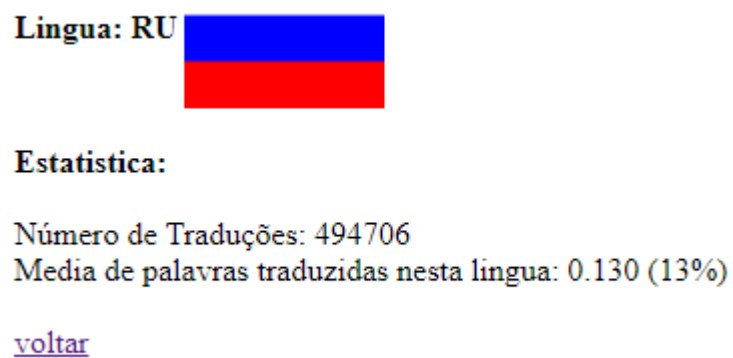 Lingua: RU
Estatistica:
Número de Traduções: 494706
Media de palavras traduzidas nesta lingua: 0.130 (13%)
voltar